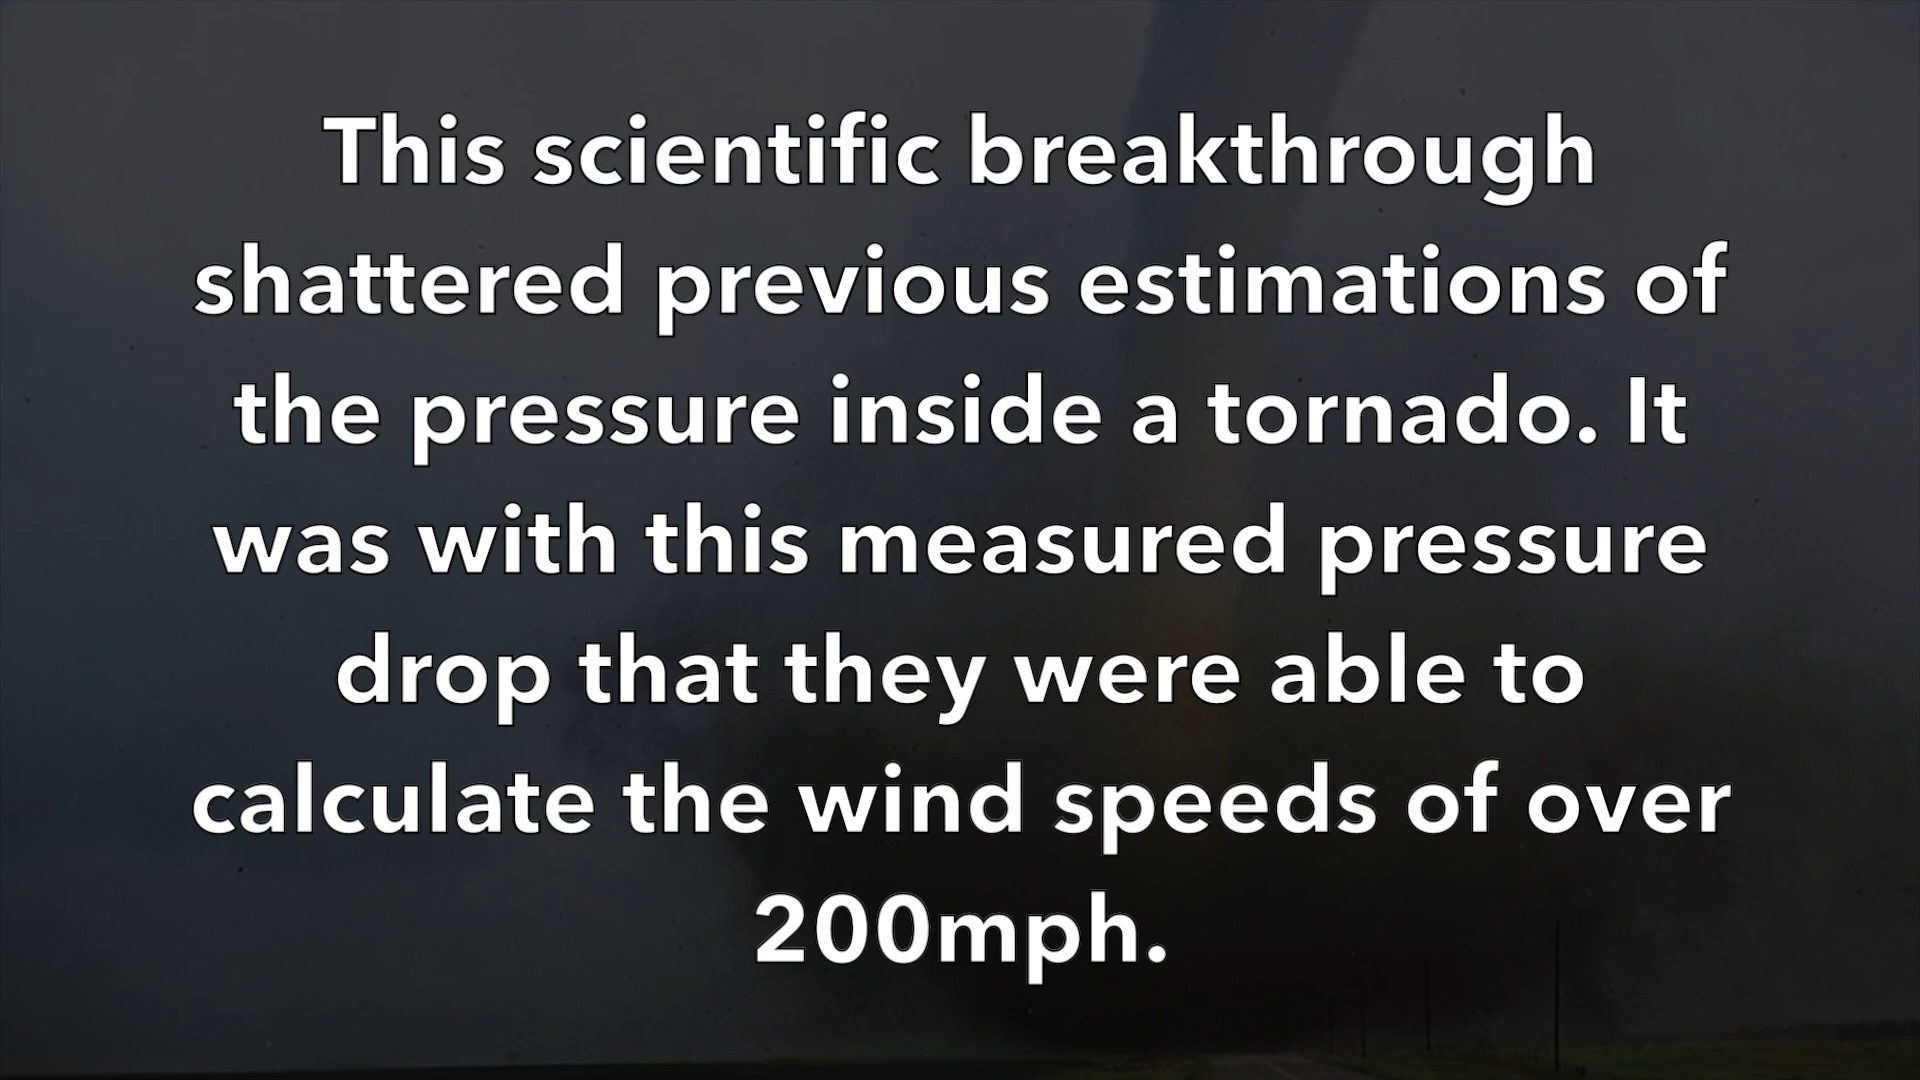 This scientific breakthrough
shattered previous estimations of
the pressure inside a tornado. It
was with this measured pressure
drop that they were able to
calculate the wind speeds of over
200mph.